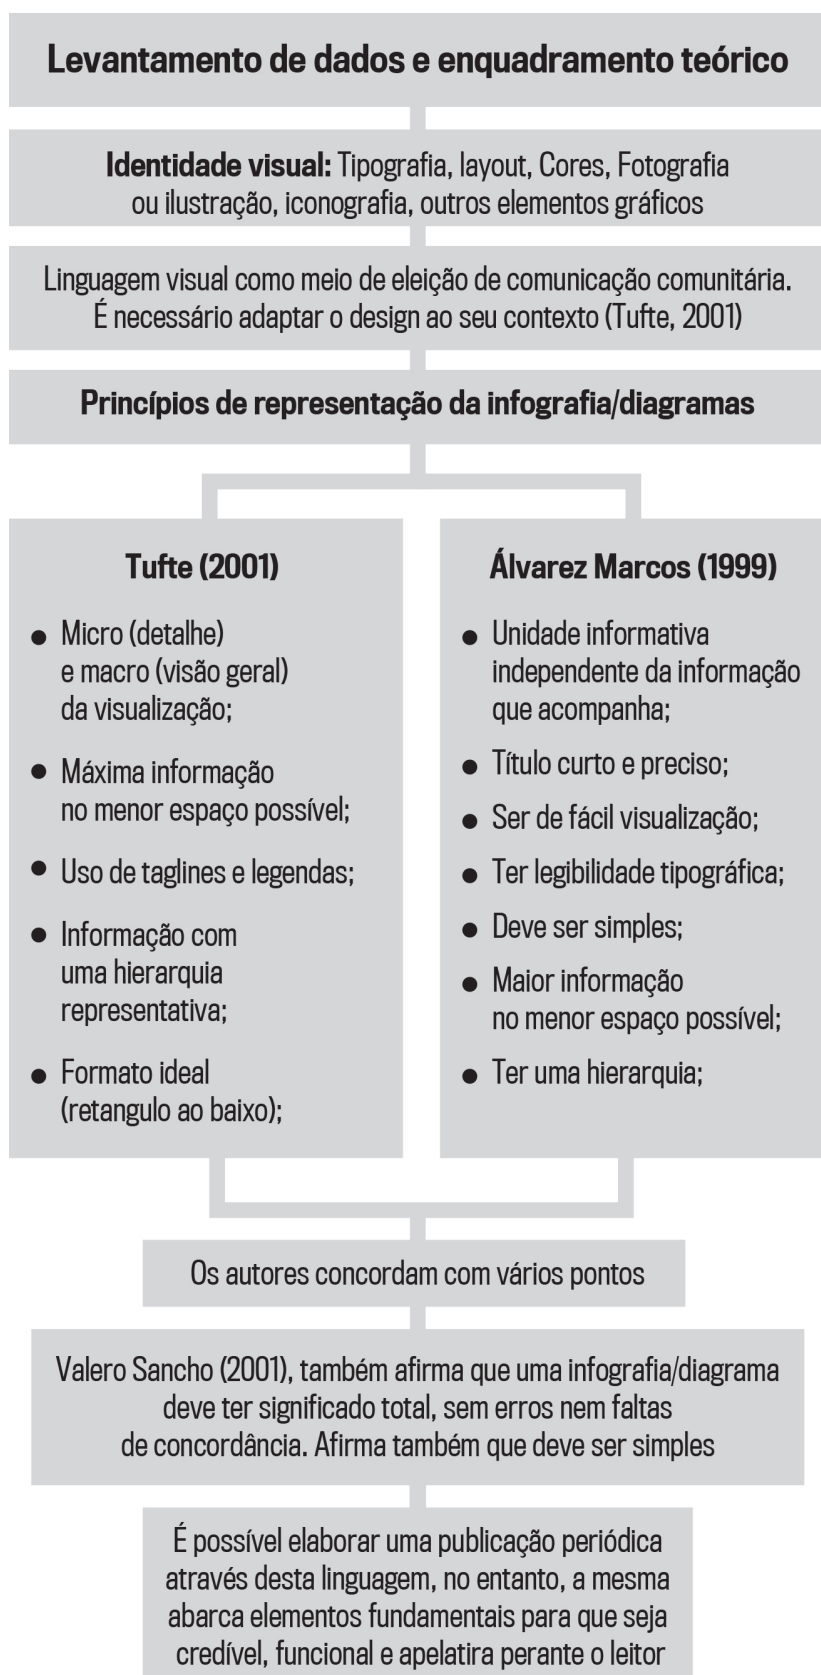 Levantamento de dados e enquadramento teórico
Identidade visual: Tipografia, layout, Cores, Fotografia
ou ilustração, iconografia, outros elementos gráficos
Linguagem visual como meio de eleição de comunicação comunitária.
É necessário adaptar o design ao seu contexto (Tufte, 2001)
Princípios de representação da infografia/diagramas
Tufte (2001)
● Micro (detalhe)
e macro (visão geral)
da visualização;
● Máxima informação
no menor espaço possível;
● Uso de taglines e legendas;
● Informação com
uma hierarquia
representativa;
● Formato ideal
(retangulo ao baixo);
Álvarez Marcos (1999)
● Unidade informativa
independente da informação
que acompanha;
● Título curto e preciso;
● Ser de fácil visualização;
● Ter legibilidade tipográfica;
● Deve ser simples;
● Maior informação
no menor espaço possível;
● Ter uma hierarquia;
Os autores concordam com vários pontos
Valero Sancho (2001), também afirma que uma infografia/diagrama
deve ter significado total, sem erros nem faltas
de concordância. Afirma também que deve ser simples
É possível elaborar uma publicação periódica
através desta linguagem, no entanto, a mesma
abarca elementos fundamentais para que seja
credível, funcional e apelatira perante o leitor